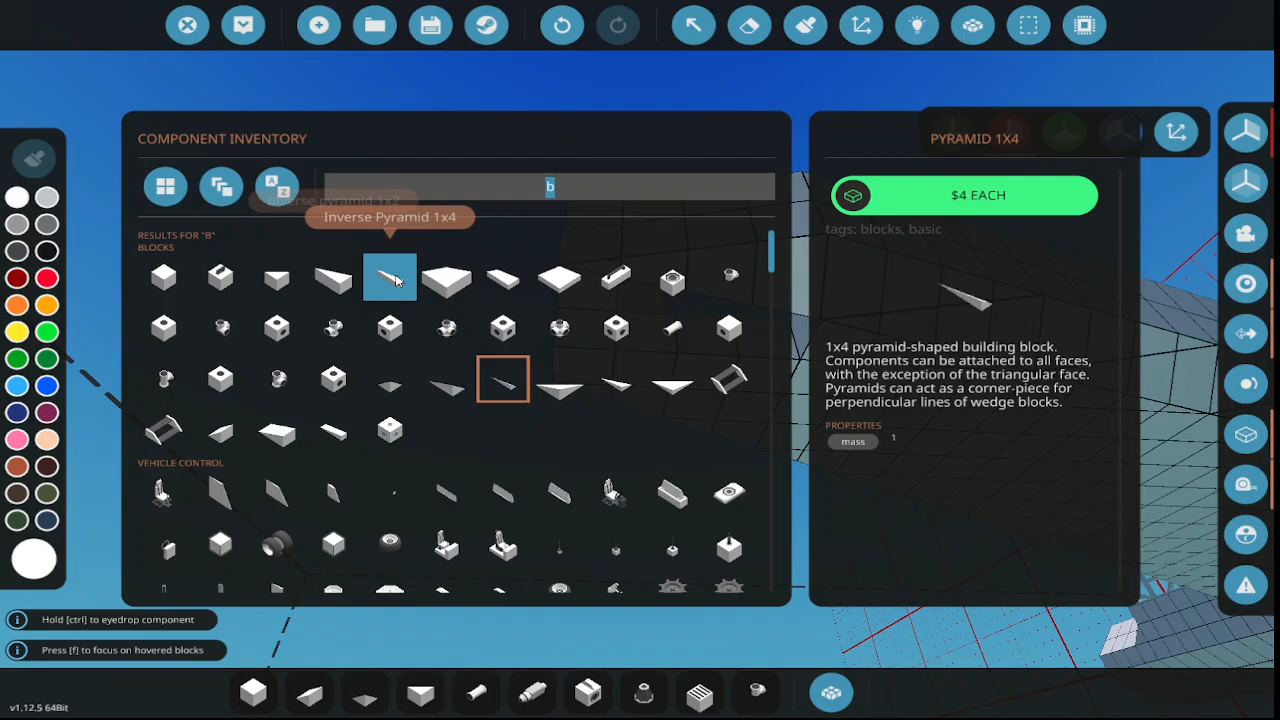 COMPONENT INVENTORY
b
Inverse pyramid 1x2
Inverse Pyramid 1x4
RESULTS FOR "B"
BLOCKS
VEHICLE CONTROL
PYRAMID 1X4
$4 EACH
tags: blocks, basic
1x4 pyramid-shaped building block.
Components can be attached to all faces,
with the exception of the triangular face.
Pyramids can act as a corner-piece for
perpendicular lines of wedge blocks.
PROPERTIES
mass 1
Hold [ctrl] to eyedrop component
Press [f] to focus on hovered blocks
v1.12.5 64Bit